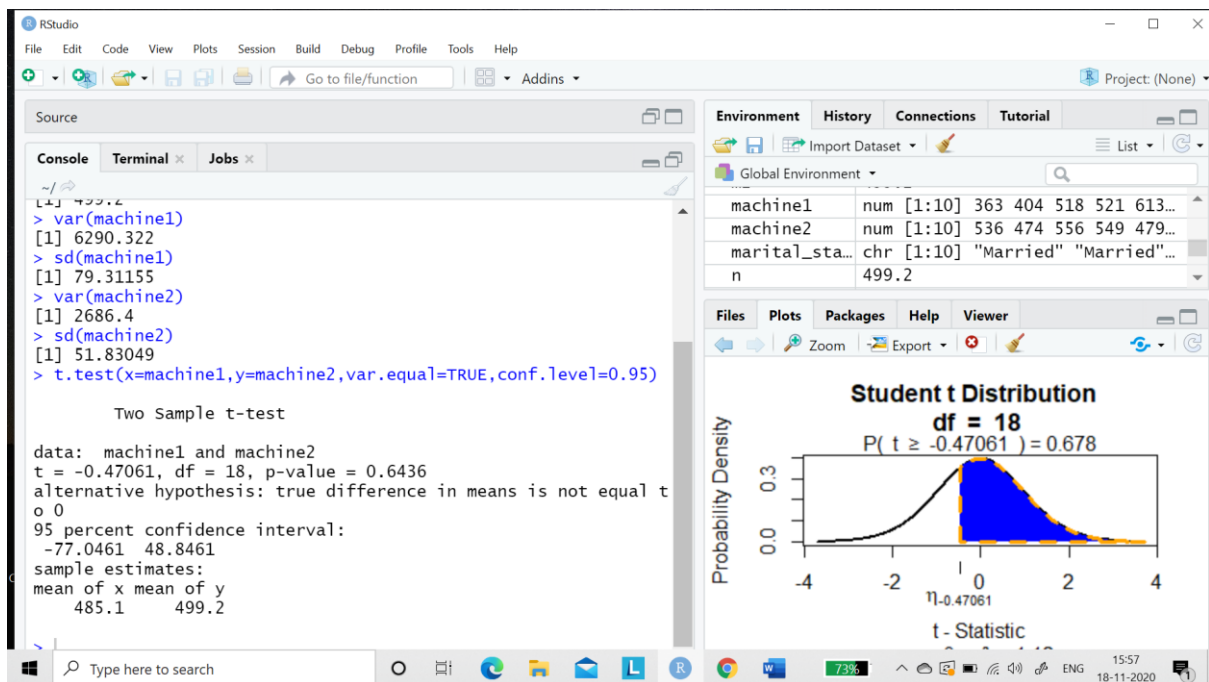 RStudio
File Edit Code View Plots Session Build Debug Profile Tools Help
Go to file/function Addins Project: (None)
Source
Console Terminal Jobs
~/
[1] 499.2
> var(machine1)
[1] 6290.322
> sd(machine1)
[1] 79.31155
> var(machine2)
[1] 2686.4
> sd(machine2)
[1] 51.83049
> t.test(x=machine1,y=machine2,var.equal=TRUE,conf.level=0.95)
Two Sample t-test
data: machine1 and machine2
t = -0.47061, df = 18, p-value = 0.6436
alternative hypothesis: true difference in means is not equal t
o 0
95 percent confidence interval:
-77.0461 48.8461
sample estimates:
mean of x mean of y
485.1 499.2
>
Environment History Connections Tutorial
Import Dataset List
Global Environment
machine1 num [1:10] 363 404 518 521 613…
machine2 num [1:10] 536 474 556 549 479…
marital_sta… chr [1:10] "Married" "Married"…
n 499.2
Files Plots Packages Help Viewer
Zoom Export
Student t Distribution
df = 18
P( t ≥ -0.47061 ) = 0.678
Probability Density
0.3
0.0
-4 -2 0 2 4
η-0.47061
t - Statistic
Type here to search
L R W 73% ENG 15:57
18-11-2020
1